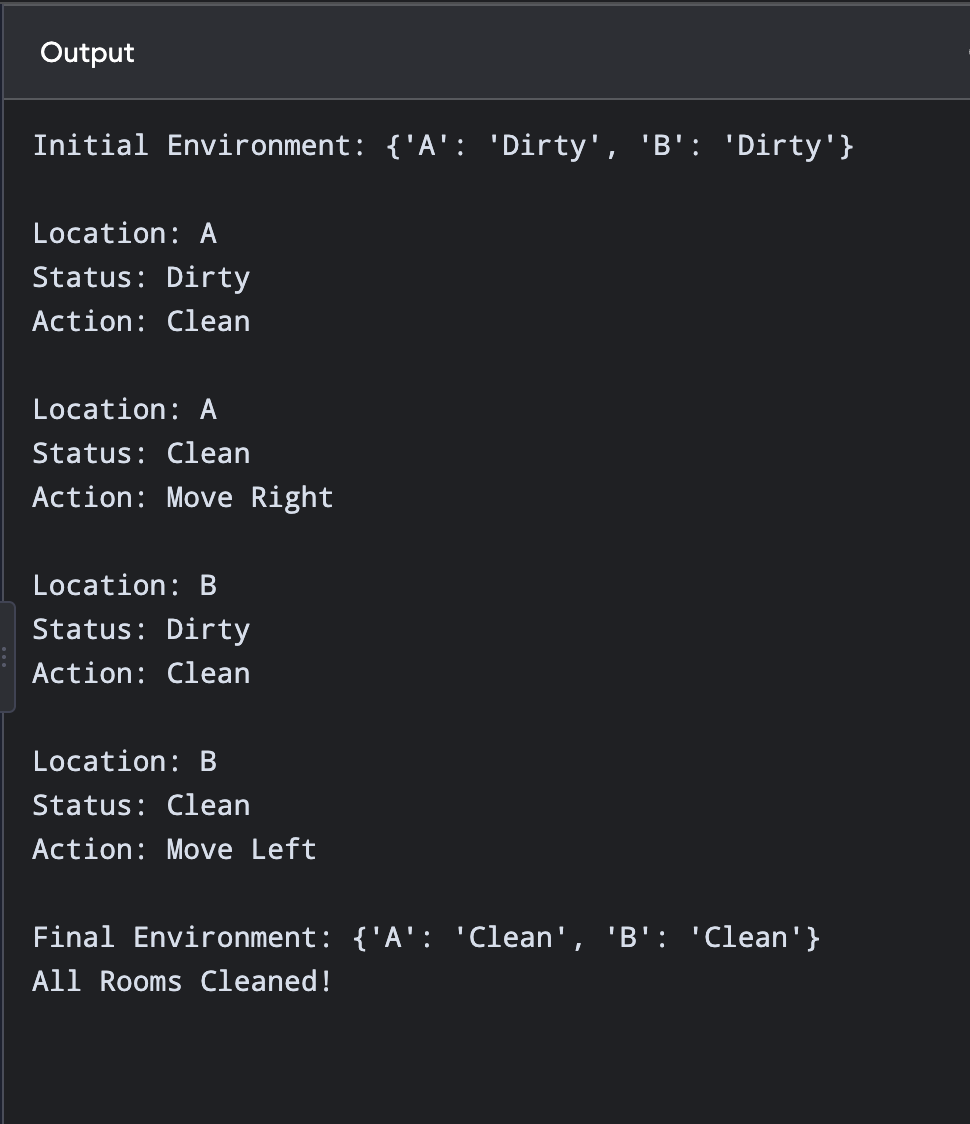 Output
Initial Environment: {'A': 'Dirty', 'B': 'Dirty'}
Location: A
Status: Dirty
Action: Clean
Location: A
Status: Clean
Action: Move Right
Location: B
Status: Dirty
Action: Clean
Location: B
Status: Clean
Action: Move Left
Final Environment: {'A': 'Clean', 'B': 'Clean'}
All Rooms Cleaned!